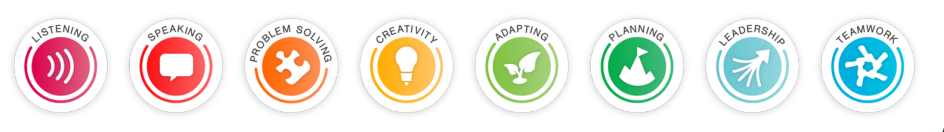 LISTENING
SPEAKING
PROBLEM SOLVING
CREATIVITY
ADAPTING
PLANNING
LEADERSHIP
TEAMWORK